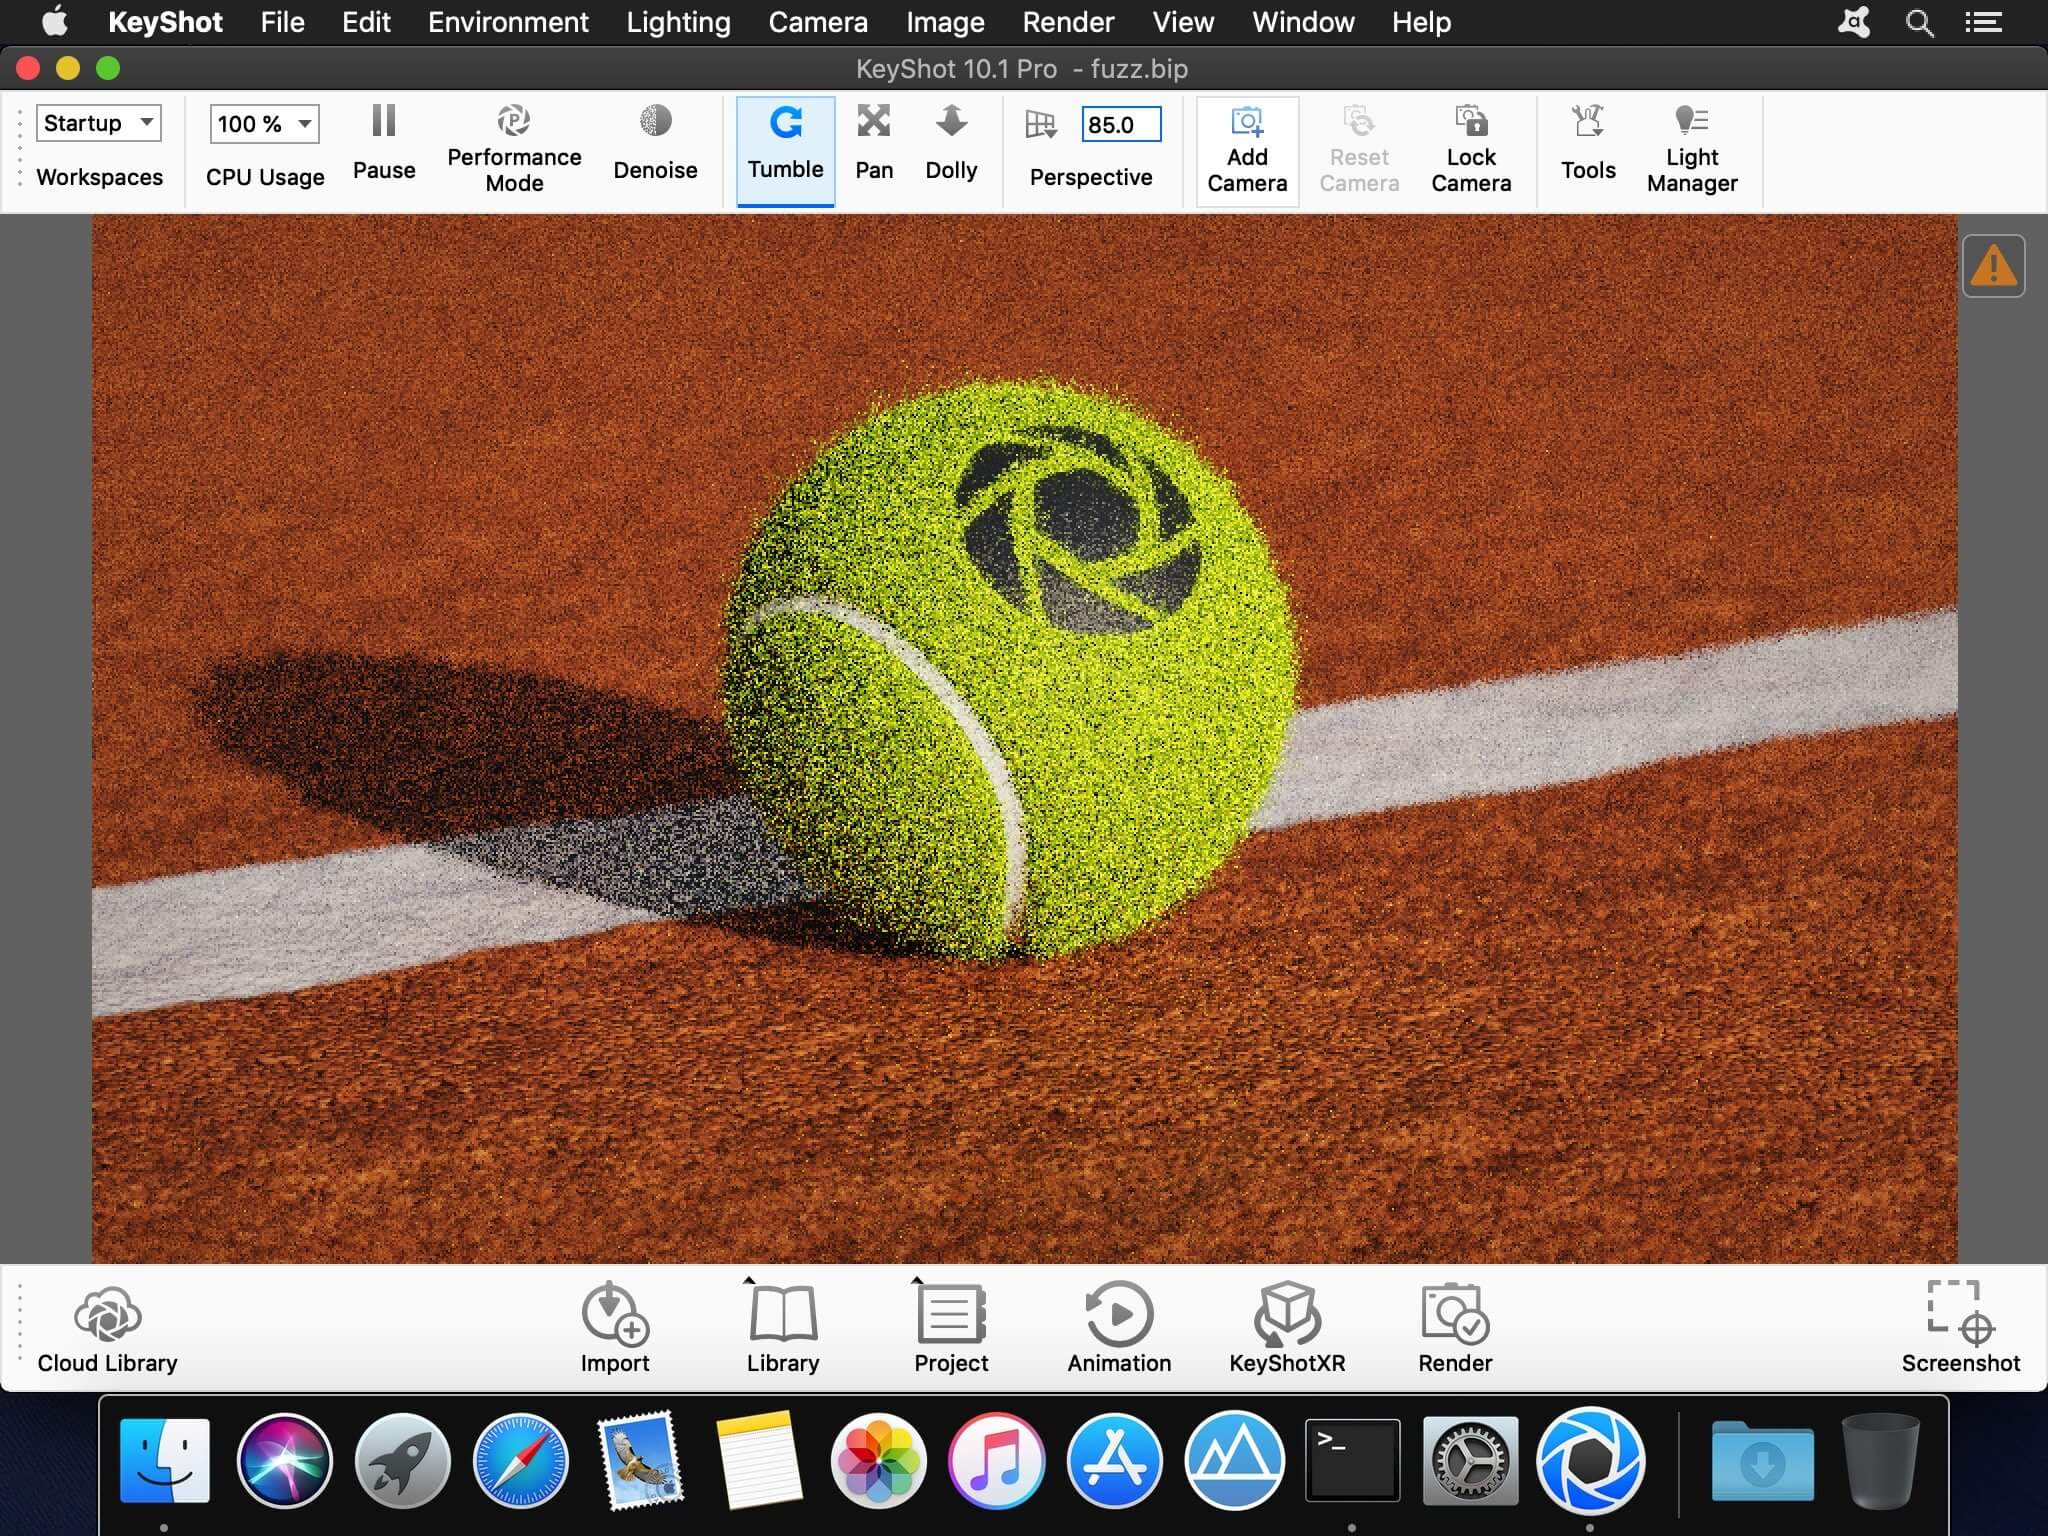 KeyShot File Edit Environment Lighting Camera Image Render View Window Help
KeyShot 10.1 Pro - fuzz.bip
Startup
Workspaces
100 %
CPU Usage
Pause
Performance
Mode
Denoise
Tumble
Pan
Dolly
85.0
Perspective
Add
Camera
Reset
Camera
Lock
Camera
Tools
Light
Manager
Cloud Library
Import
Library
Project
Animation
KeyShotXR
Render
Screenshot
>_